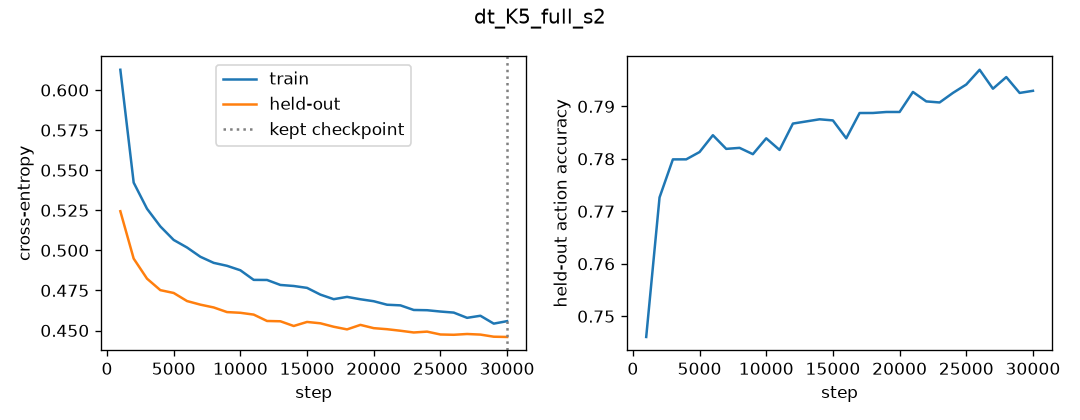 dt_K5_full_s2
train
held-out
kept checkpoint
cross-entropy
0.600
0.575
0.550
0.525
0.500
0.475
0.450
0 5000 10000 15000 20000 25000 30000
step
held-out action accuracy
0.79
0.78
0.77
0.76
0.75
0 5000 10000 15000 20000 25000 30000
step